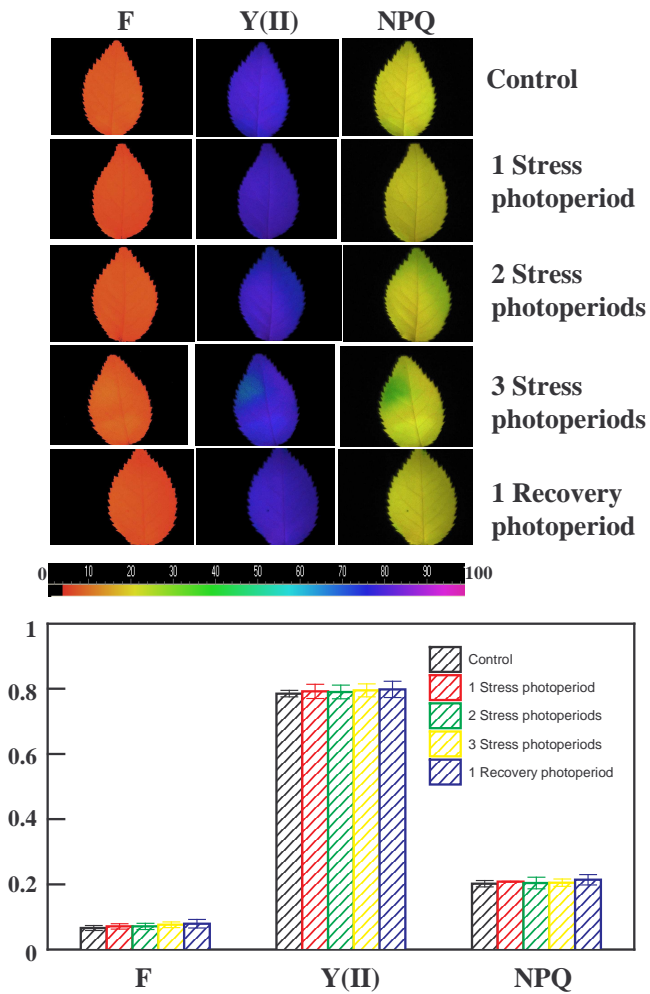 F Y(II) NPQ
Control
1 Stress
photoperiod
2 Stress
photoperiods
3 Stress
photoperiods
1 Recovery
photoperiod
0 10 20 30 40 50 60 70 80 90 100
1
0.8
0.6
0.4
0.2
0
Control
1 Stress photoperiod
2 Stress photoperiods
3 Stress photoperiods
1 Recovery photoperiod
F Y(II) NPQ